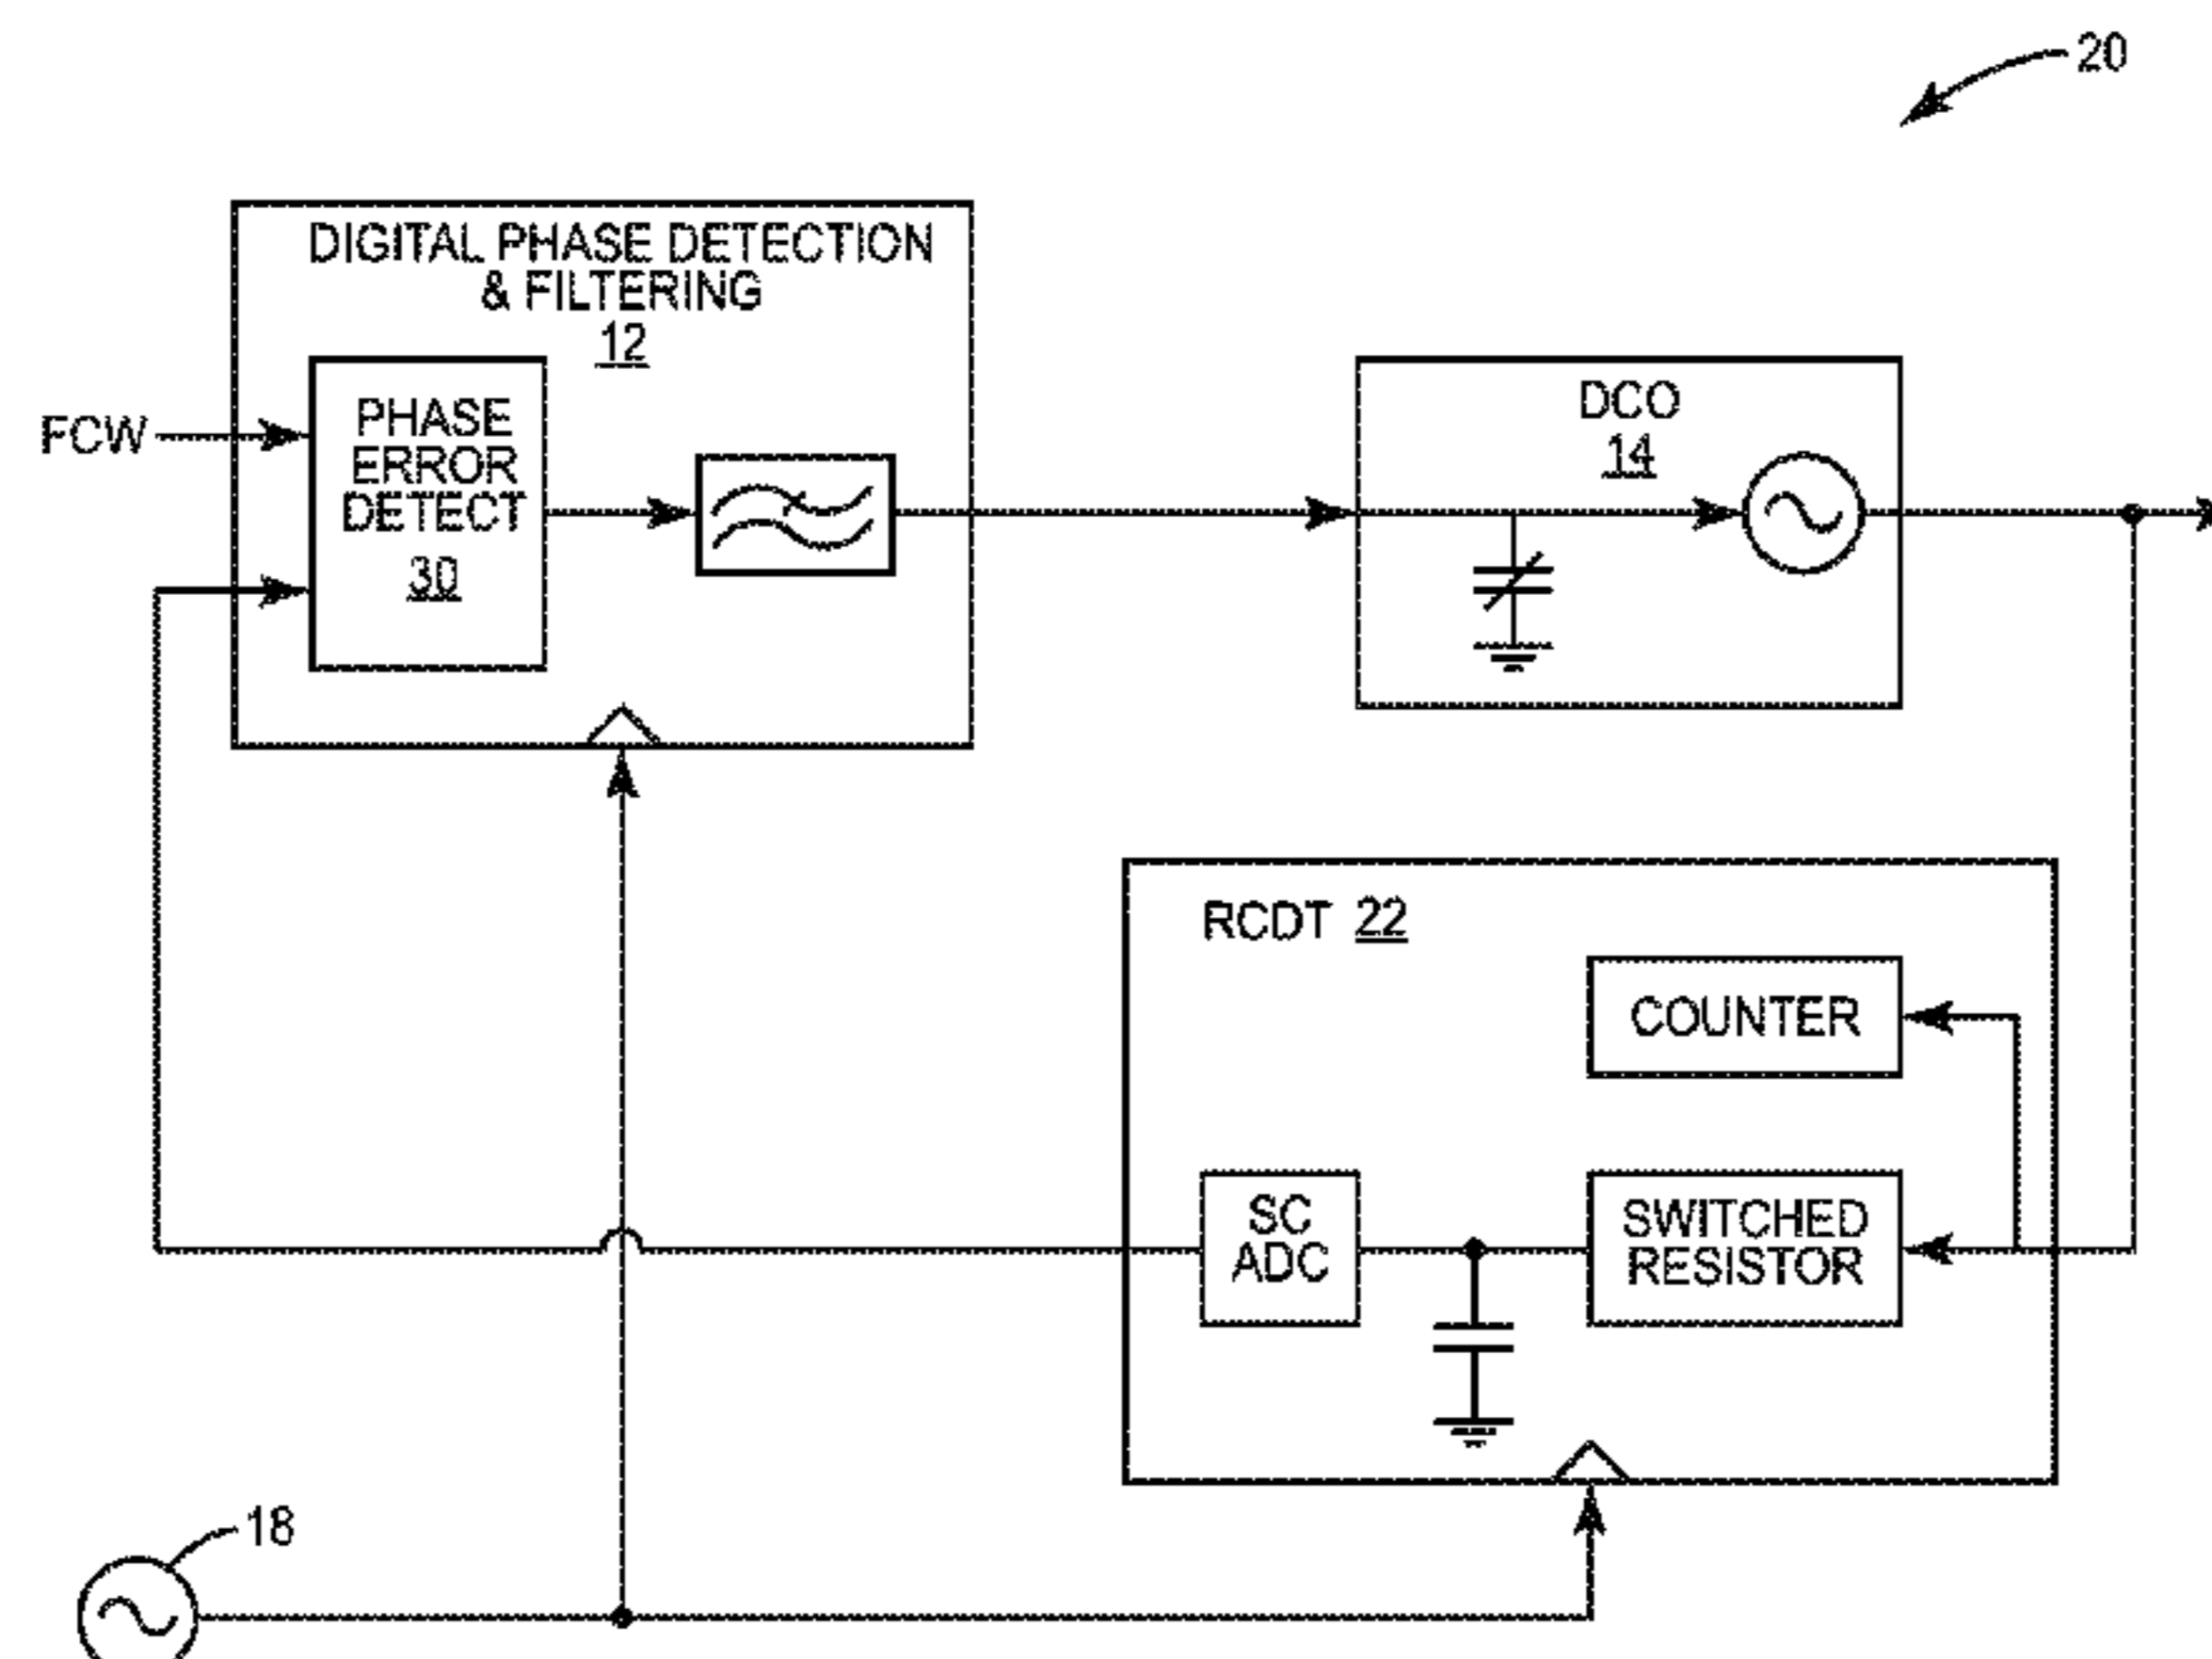 20
DIGITAL PHASE DETECTION
& FILTERING
12
FCW
PHASE
ERROR
DETECT
30
DCO
14
RCDT 22
COUNTER
SC
ADC
SWITCHED
RESISTOR
18